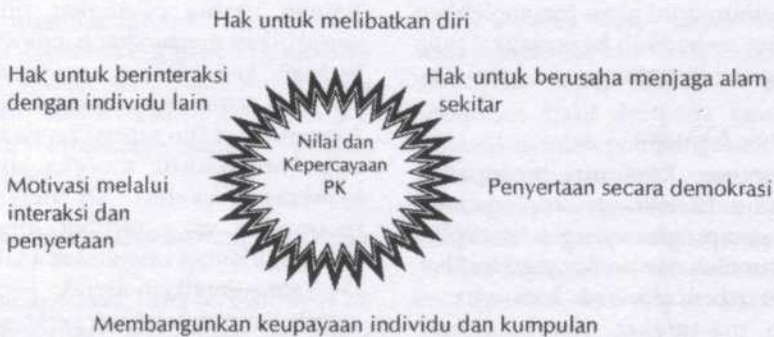 Hak untuk melibatkan diri
Hak untuk berinteraksi
dengan individu lain
Hak untuk berusaha menjaga alam
sekitar
Nilai dan
Kepercayaan
PK
Motivasi melalui
interaksi dan
penyertaan
Penyertaan secara demokrasi
Membangunkan keupayaan individu dan kumpulan